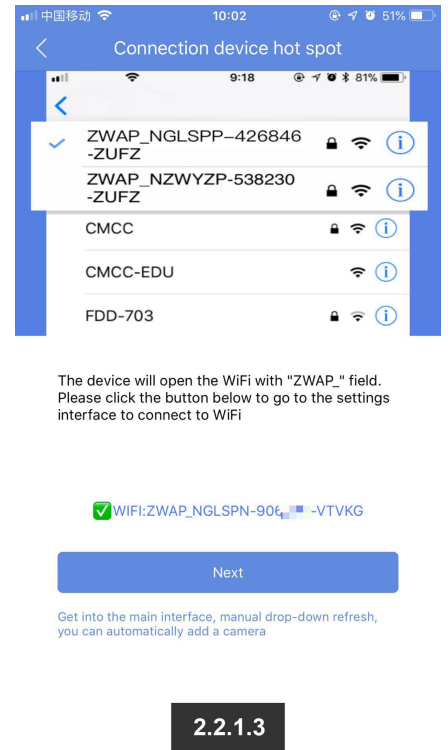 中国移动 10:02 51%
Connection device hot spot
9:18 81%
ZWAP_NGLSPP–426846
-ZUFZ
ZWAP_NZWYZP-538230
-ZUFZ
CMCC
CMCC-EDU
FDD-703
The device will open the WiFi with "ZWAP_" field.
Please click the button below to go to the settings
interface to connect to WiFi
WIFI:ZWAP_NGLSPN-906 -VTVKG
Next
Get into the main interface, manual drop-down refresh,
you can automatically add a camera
2.2.1.3